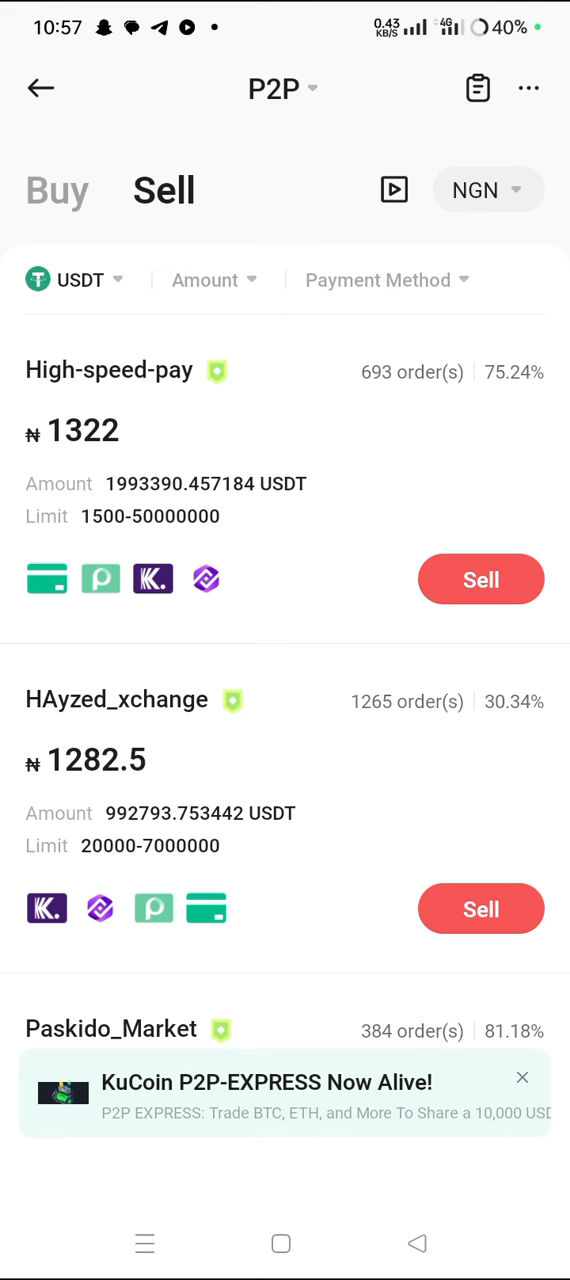 10:57
0.43 KB/S 4G 40%
P2P
Buy Sell NGN
USDT Amount Payment Method
High-speed-pay 693 order(s) 75.24%
₦ 1322
Amount 1993390.457184 USDT
Limit 1500-50000000
K. Sell
HAyzed_xchange 1265 order(s) 30.34%
₦ 1282.5
Amount 992793.753442 USDT
Limit 20000-7000000
K. Sell
Paskido_Market 384 order(s) 81.18%
KuCoin P2P-EXPRESS Now Alive!
P2P EXPRESS: Trade BTC, ETH, and More To Share a 10,000 USD